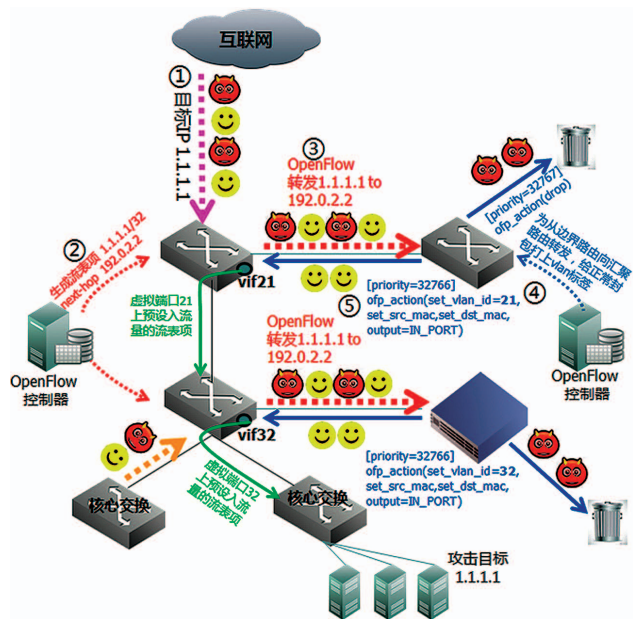 互联网
①
目标IP 1.1.1.1
③
OpenFlow
转发1.1.1.1 to
192.0.2.2
[priority=32767]
ofp_action(drop)
②
生成流表项 1.1.1.1/32
next-hop 192.0.2.2
为从边界路由向汇聚
路由转发，给正常封
包打上vlan标签
vif21
④
⑤
[priority=32766]
ofp_action(set_vlan_id=21,
set_src_mac,set_dst_mac,
output=IN_PORT)
虚拟端口21
上预设入流
量的流表项
OpenFlow
转发1.1.1.1 to
192.0.2.2
OpenFlow
控制器
OpenFlow
控制器
vif32
[priority=32766]
ofp_action(set_vlan_id=32,
set_src_mac,set_dst_mac,
output=IN_PORT)
虚拟端口32
上预设入流
量的流表项
核心交换
核心交换
攻击目标
1.1.1.1